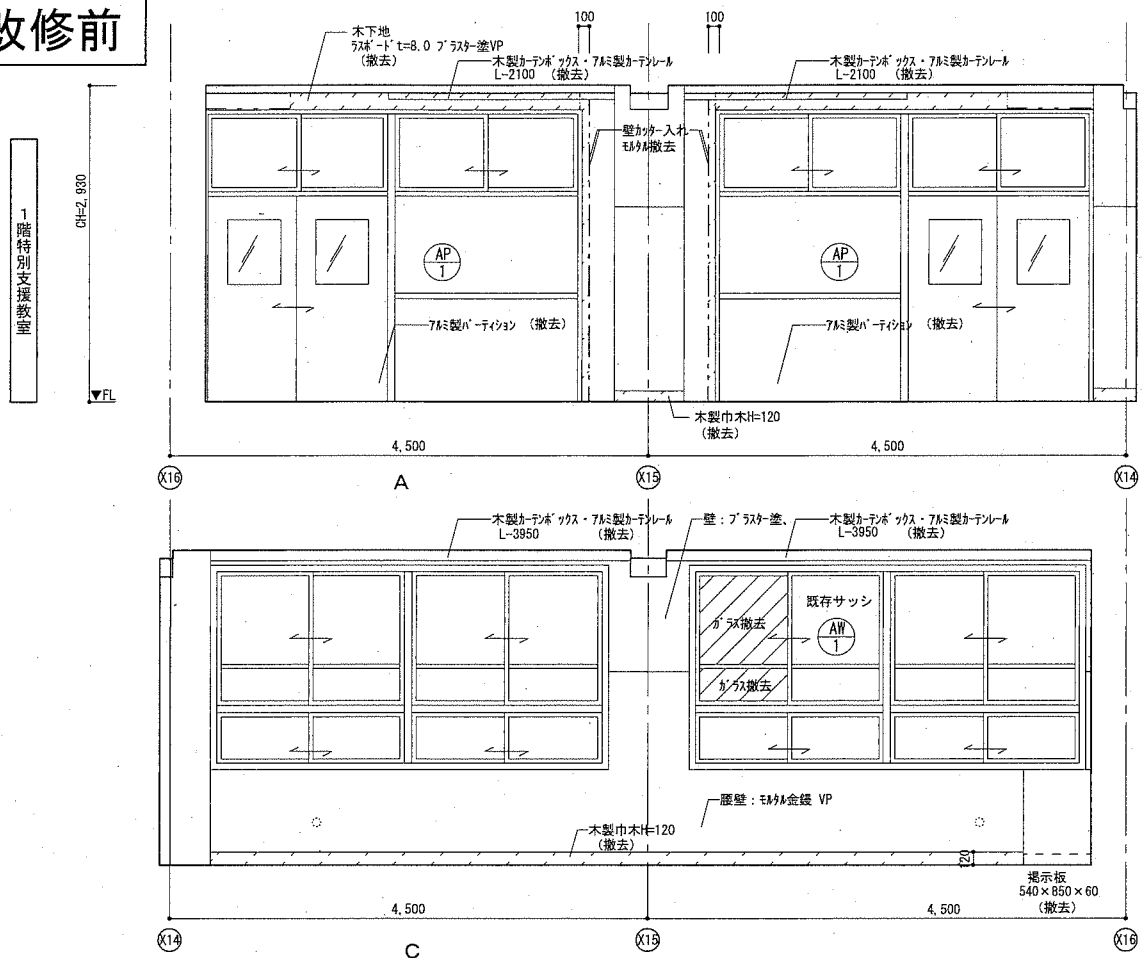 改修前
100
100
木下地
ﾗｽﾎﾞｰﾄﾞt=8.0 ﾌﾟﾗｽﾀｰ塗VP
(撤去)
木製ｶｰﾃﾝﾎﾞｯｸｽ・ｱﾙﾐ製ｶｰﾃﾝﾚｰﾙ
L-2100 (撤去)
木製ｶｰﾃﾝﾎﾞｯｸｽ・ｱﾙﾐ製ｶｰﾃﾝﾚｰﾙ
L-2100 (撤去)
壁ｶｯﾀｰ入れ
ﾓﾙﾀﾙ撤去
1階特別支援教室
CH=2,930
AP
1
AP
1
ｱﾙﾐ製ﾊﾟｰﾃｨｼｮﾝ (撤去)
ｱﾙﾐ製ﾊﾟｰﾃｨｼｮﾝ (撤去)
▼FL
木製巾木H=120
(撤去)
4,500
4,500
X16
A
X15
X14
木製ｶｰﾃﾝﾎﾞｯｸｽ・ｱﾙﾐ製ｶｰﾃﾝﾚｰﾙ
L-3950 (撤去)
壁：ﾌﾟﾗｽﾀｰ塗、
木製ｶｰﾃﾝﾎﾞｯｸｽ・ｱﾙﾐ製ｶｰﾃﾝﾚｰﾙ
L-3950 (撤去)
既存サッシ
ｶﾞﾗｽ撤去
AW
1
ｶﾞﾗｽ撤去
腰壁：ﾓﾙﾀﾙ金鏝 VP
木製巾木H=120
(撤去)
120
掲示板
540×850×60
(撤去)
4,500
4,500
X14
C
X15
X16